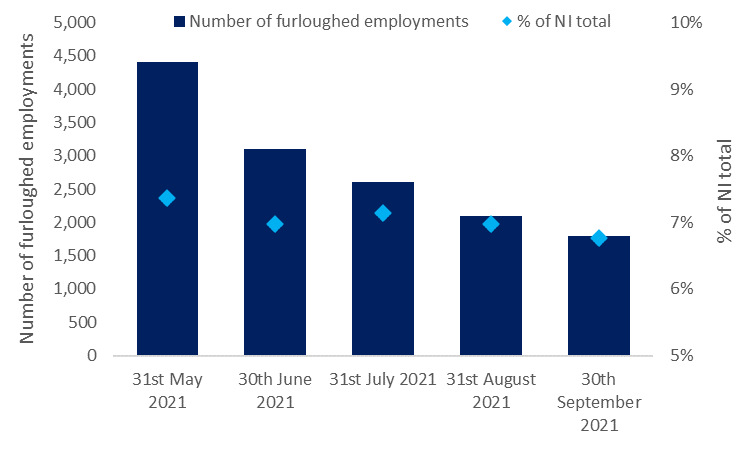 Number of furloughed employments
% of NI total
Number of furloughed employments
5,000
4,500
4,000
3,500
3,000
2,500
2,000
1,500
1,000
500
0
10%
9%
8%
7%
6%
5%
% of NI total
31st May
2021
30th June
2021
31st July 2021
31st August
2021
30th
September
2021